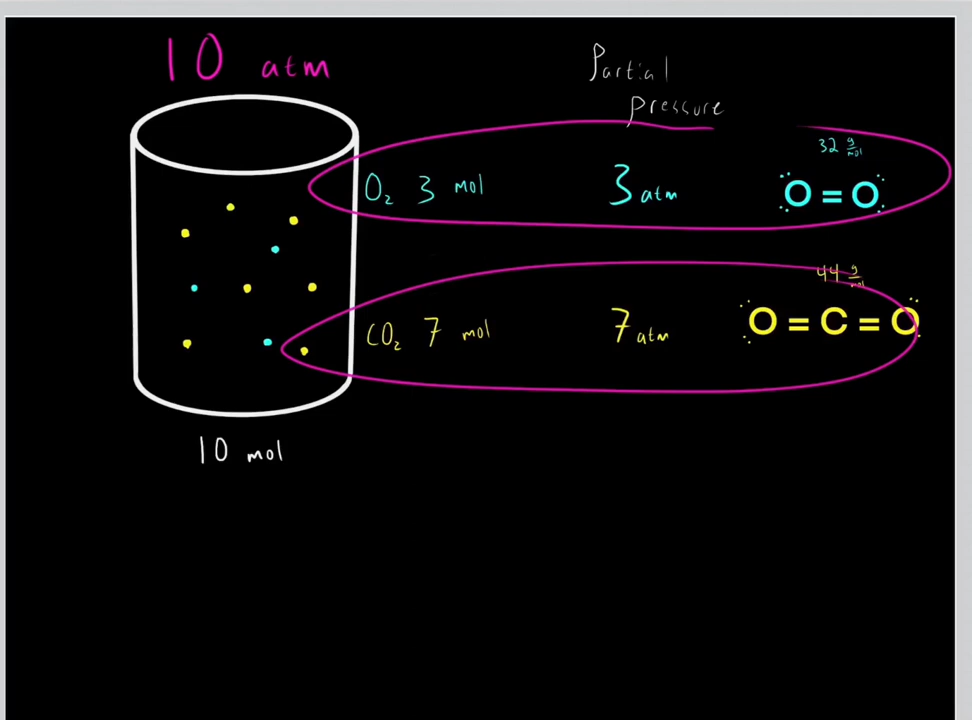 10 atm
Partial
pressure
32 g/mol
O₂ 3 mol 3 atm O=O
44 g/mol
CO₂ 7 mol 7 atm O=C=O
10 mol